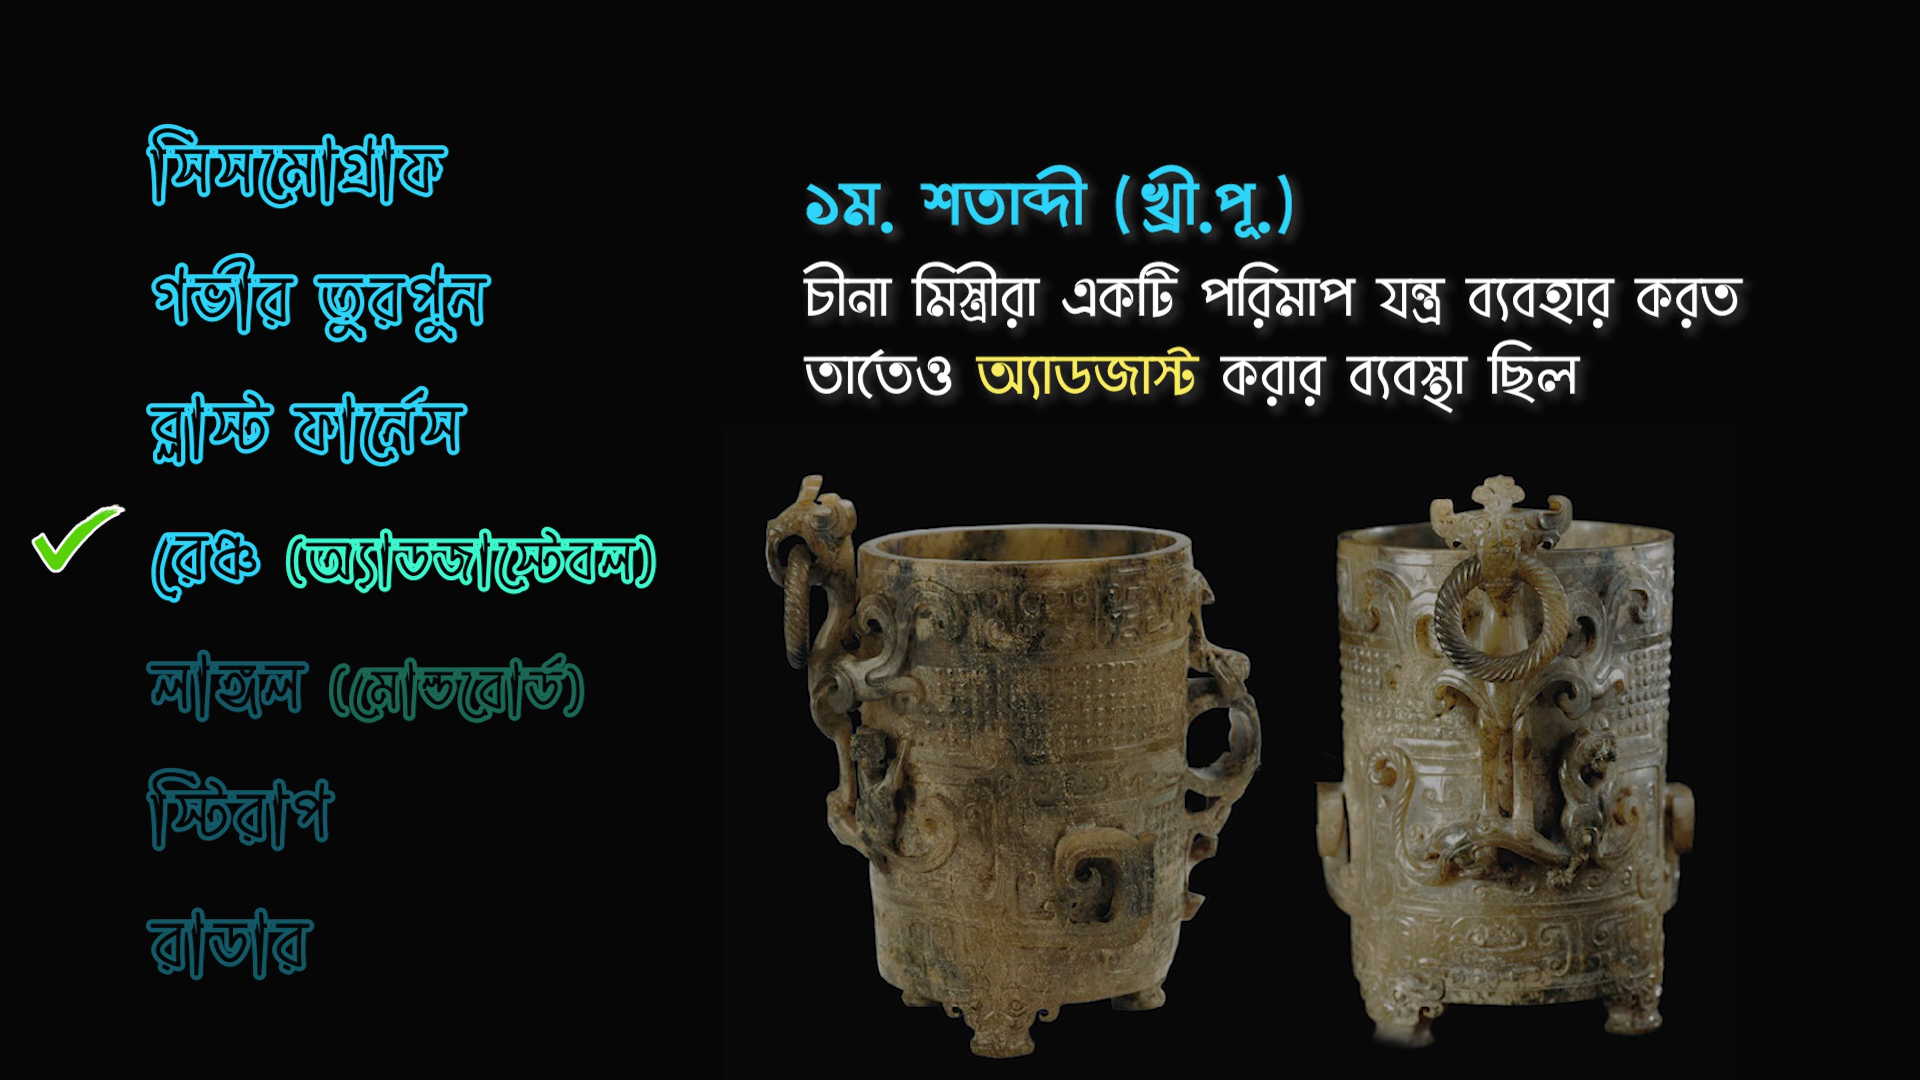 সিসমোগ্রাফ
গভীর তুরপুন
ব্লাস্ট ফার্নেস
রেঞ্চ (অ্যাডজাস্টেবল)
লাঙ্গল (মোল্ডবোর্ড)
স্টিরাপ
রাডার
১ম. শতাব্দী (খ্রী.পূ.)
চীনা মিস্ত্রীরা একটি পরিমাপ যন্ত্র ব্যবহার করত
তাতেও অ্যাডজাস্ট করার ব্যবস্থা ছিল